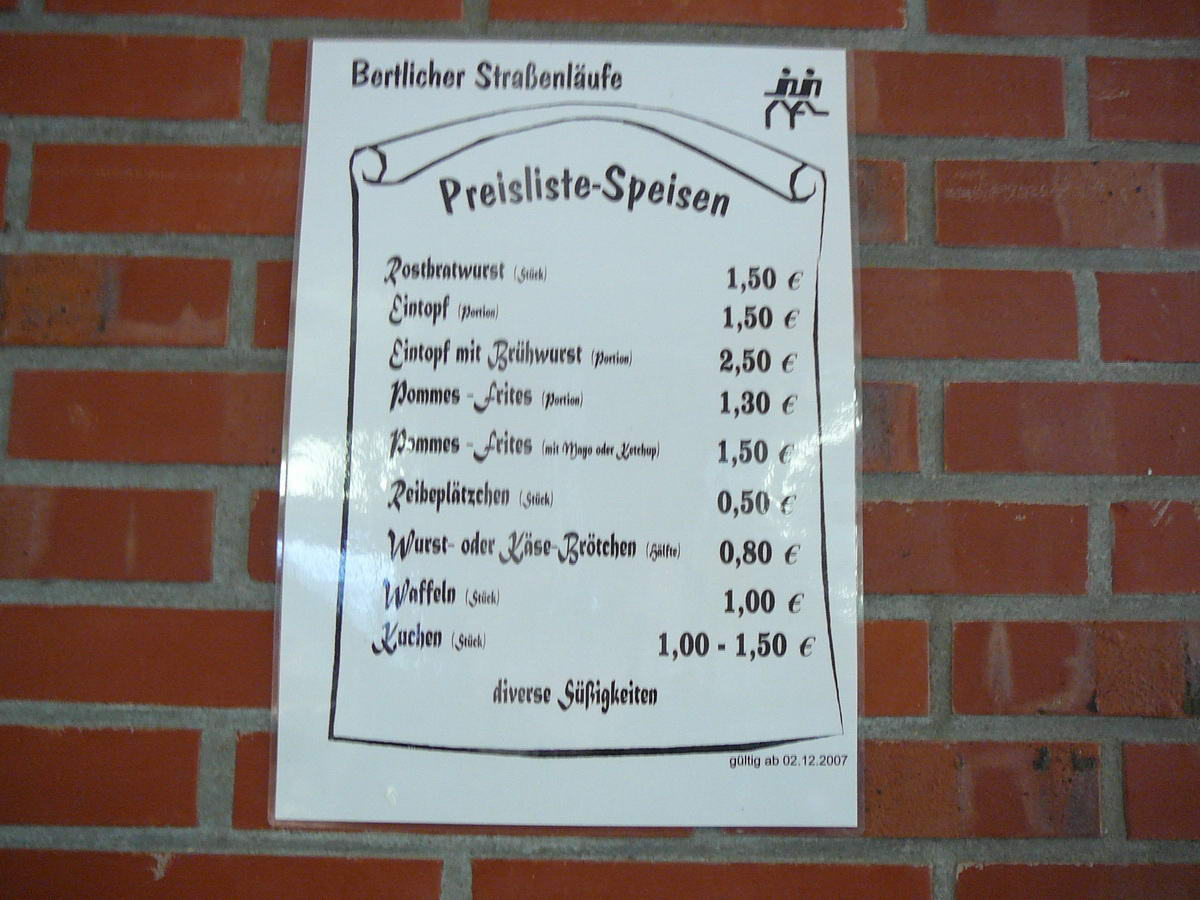 Bertlicher Straßenläufe
Preisliste-Speisen
Rostbratwurst (Stück) 1,50 €
Eintopf (Portion) 1,50 €
Eintopf mit Brühwurst (Portion) 2,50 €
Pommes - Frites (Portion) 1,30 €
Pommes - Frites (mit Mayo oder Ketchup) 1,50 €
Reibeplätzchen (Stück) 0,50 €
Wurst- oder Käse-Brötchen (Hälfte) 0,80 €
Waffeln (Stück) 1,00 €
Kuchen (Stück) 1,00 - 1,50 €
diverse Süßigkeiten
gültig ab 02.12.2007